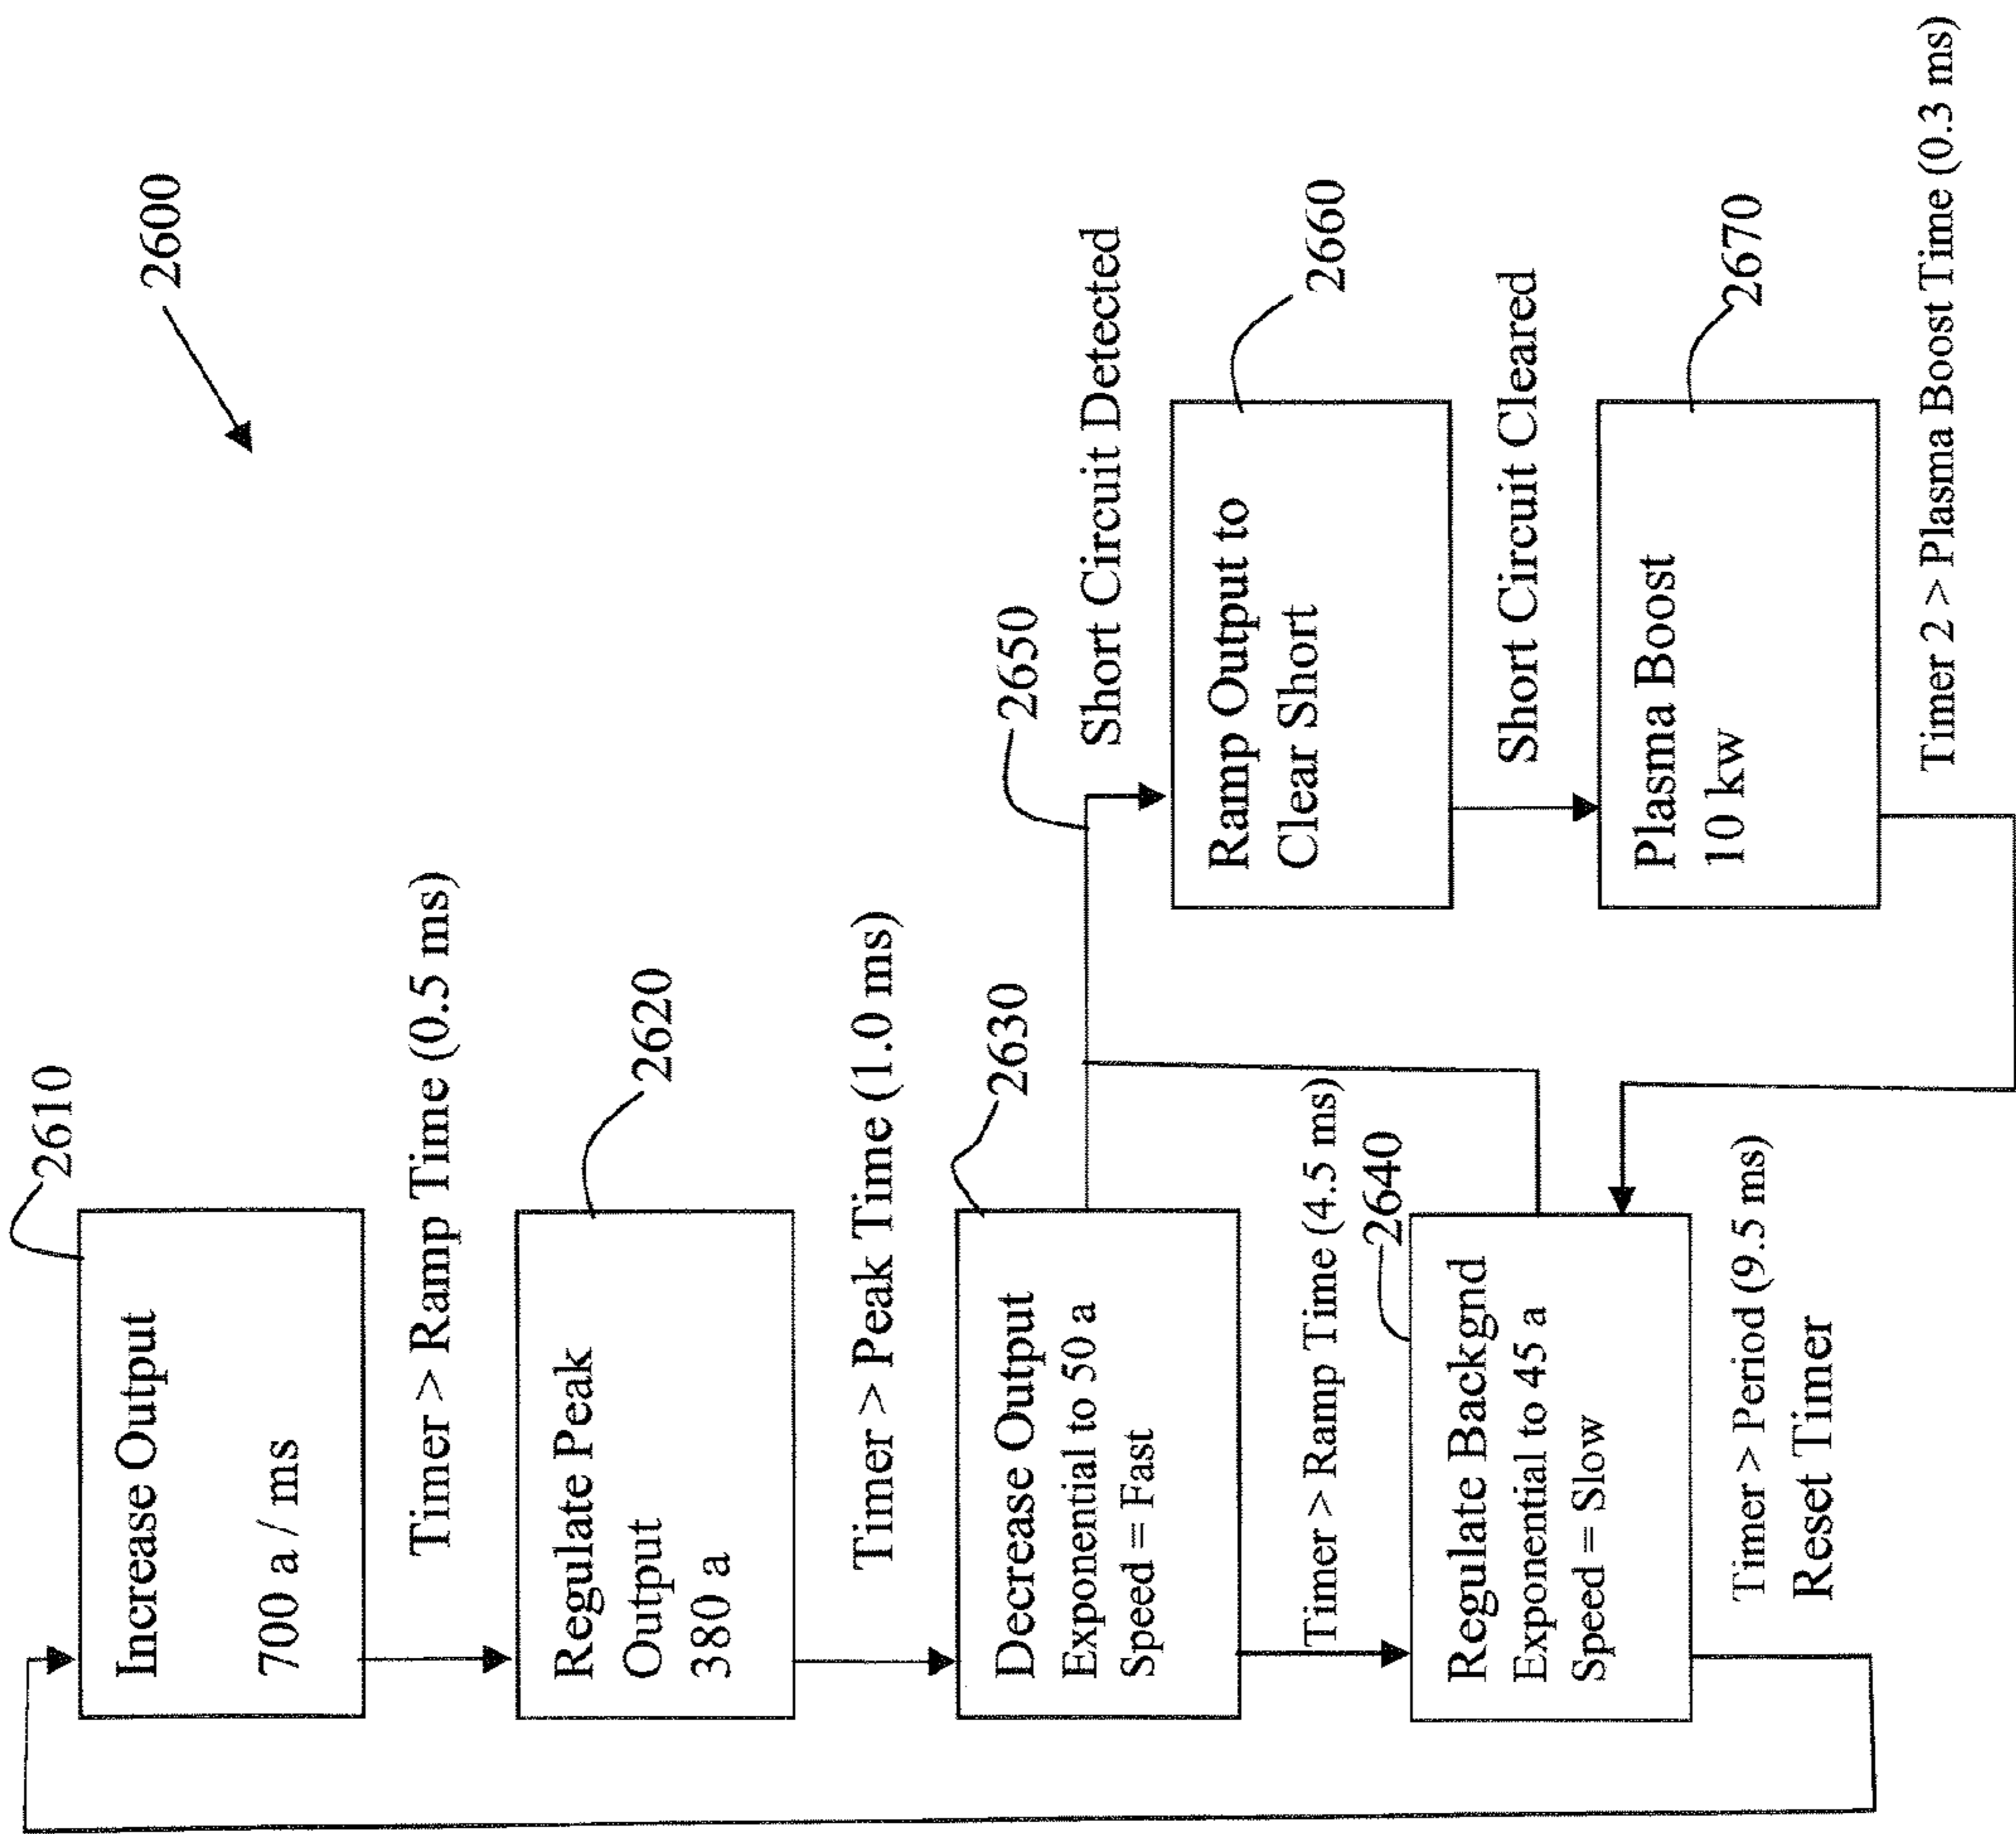 2600
2610
Increase Output
700 a / ms
Timer > Ramp Time (0.5 ms)
2620
Regulate Peak
Output
380 a
Timer > Peak Time (1.0 ms)
2630
Decrease Output
Exponential to 50 a
Speed = Fast
Timer > Ramp Time (4.5 ms)
2640
Regulate Backgnd
Exponential to 45 a
Speed = Slow
Timer > Period (9.5 ms)
Reset Timer
2650
Short Circuit Detected
2660
Ramp Output to
Clear Short
Short Circuit Cleared
2670
Plasma Boost
10 kw
Timer 2 > Plasma Boost Time (0.3 ms)